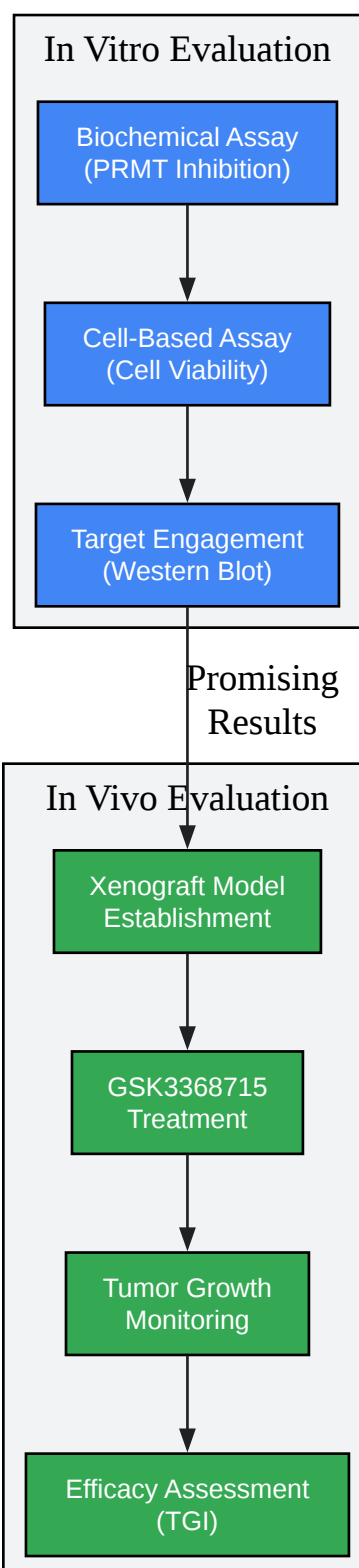 In Vitro Evaluation
Biochemical Assay
(PRMT Inhibition)
Cell-Based Assay
(Cell Viability)
Target Engagement
(Western Blot)
Promising
Results
In Vivo Evaluation
Xenograft Model
Establishment
GSK3368715
Treatment
Tumor Growth
Monitoring
Efficacy Assessment
(TGI)